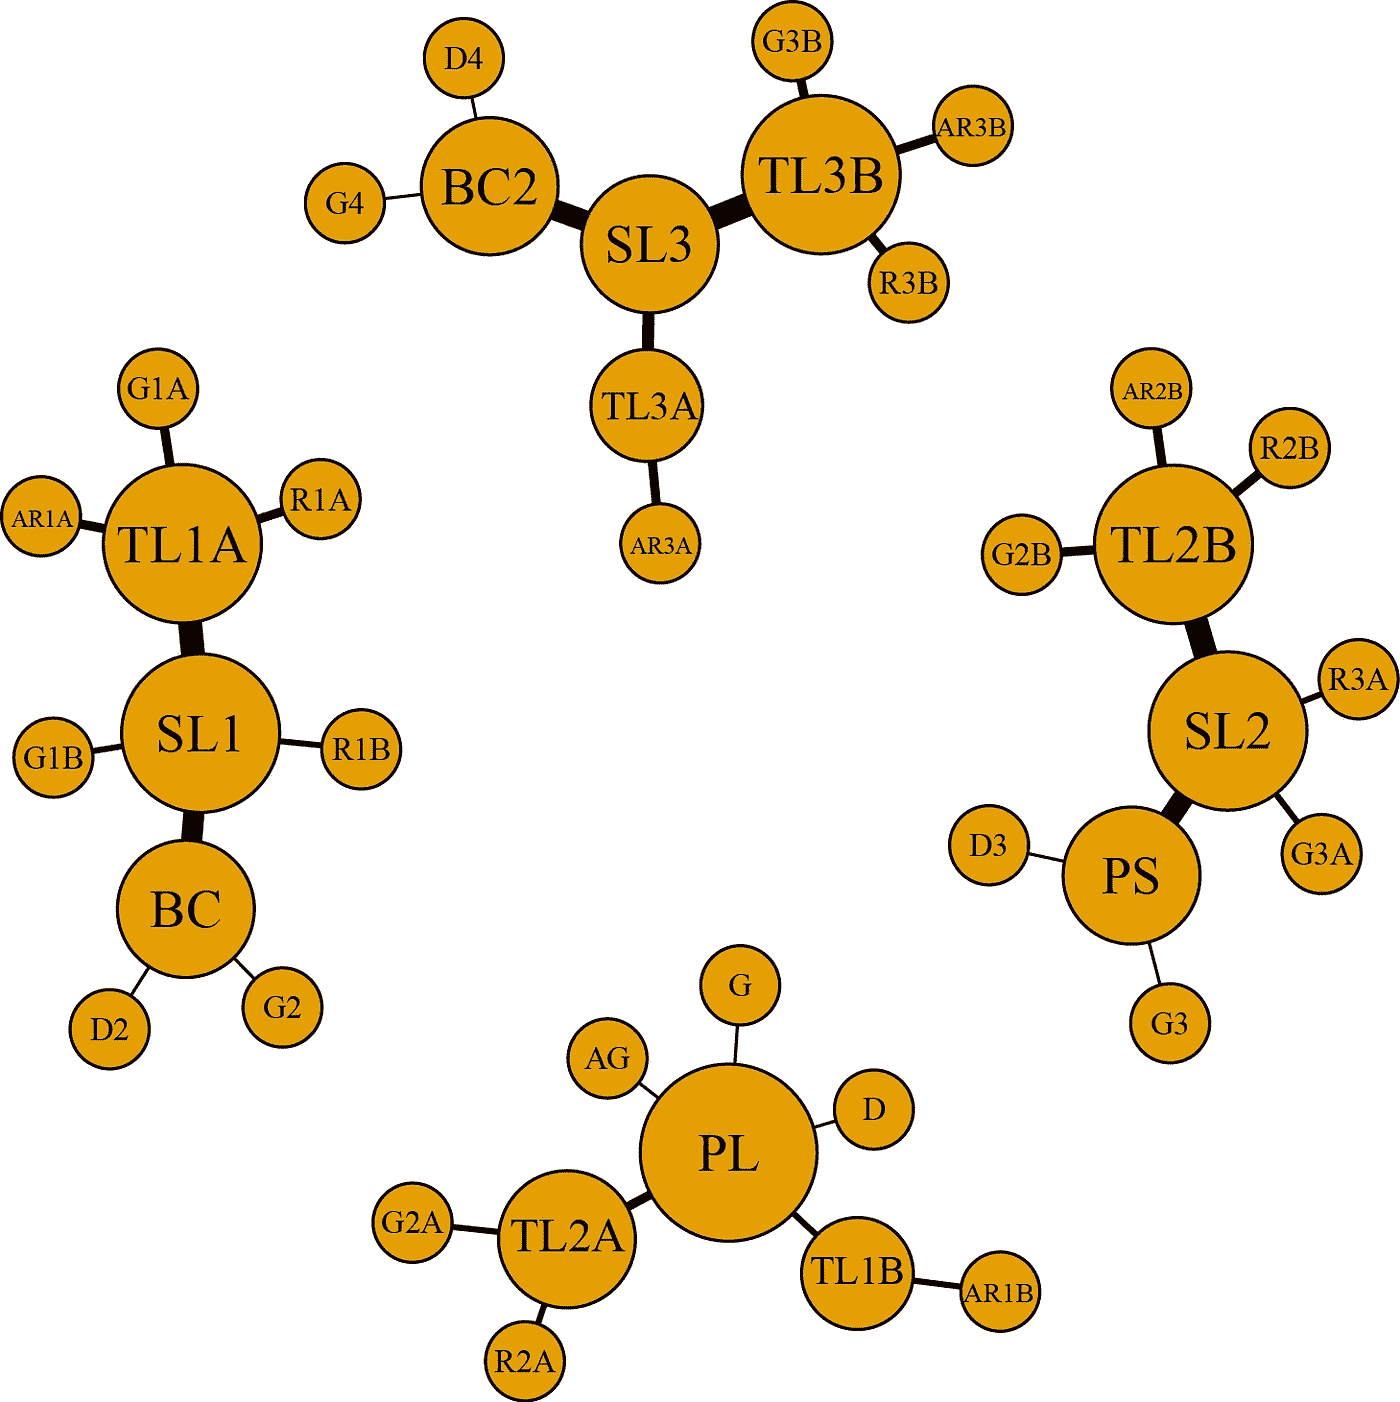 D4
G3B
AR3B
BC2
TL3B
G4
SL3
R3B
TL3A
AR3A
G1A
R1A
AR1A
TL1A
SL1
G1B
R1B
BC
D2
G2
AR2B
R2B
G2B
TL2B
R3A
SL2
D3
PS
G3A
G3
G
AG
D
PL
G2A
TL2A
TL1B
AR1B
R2A